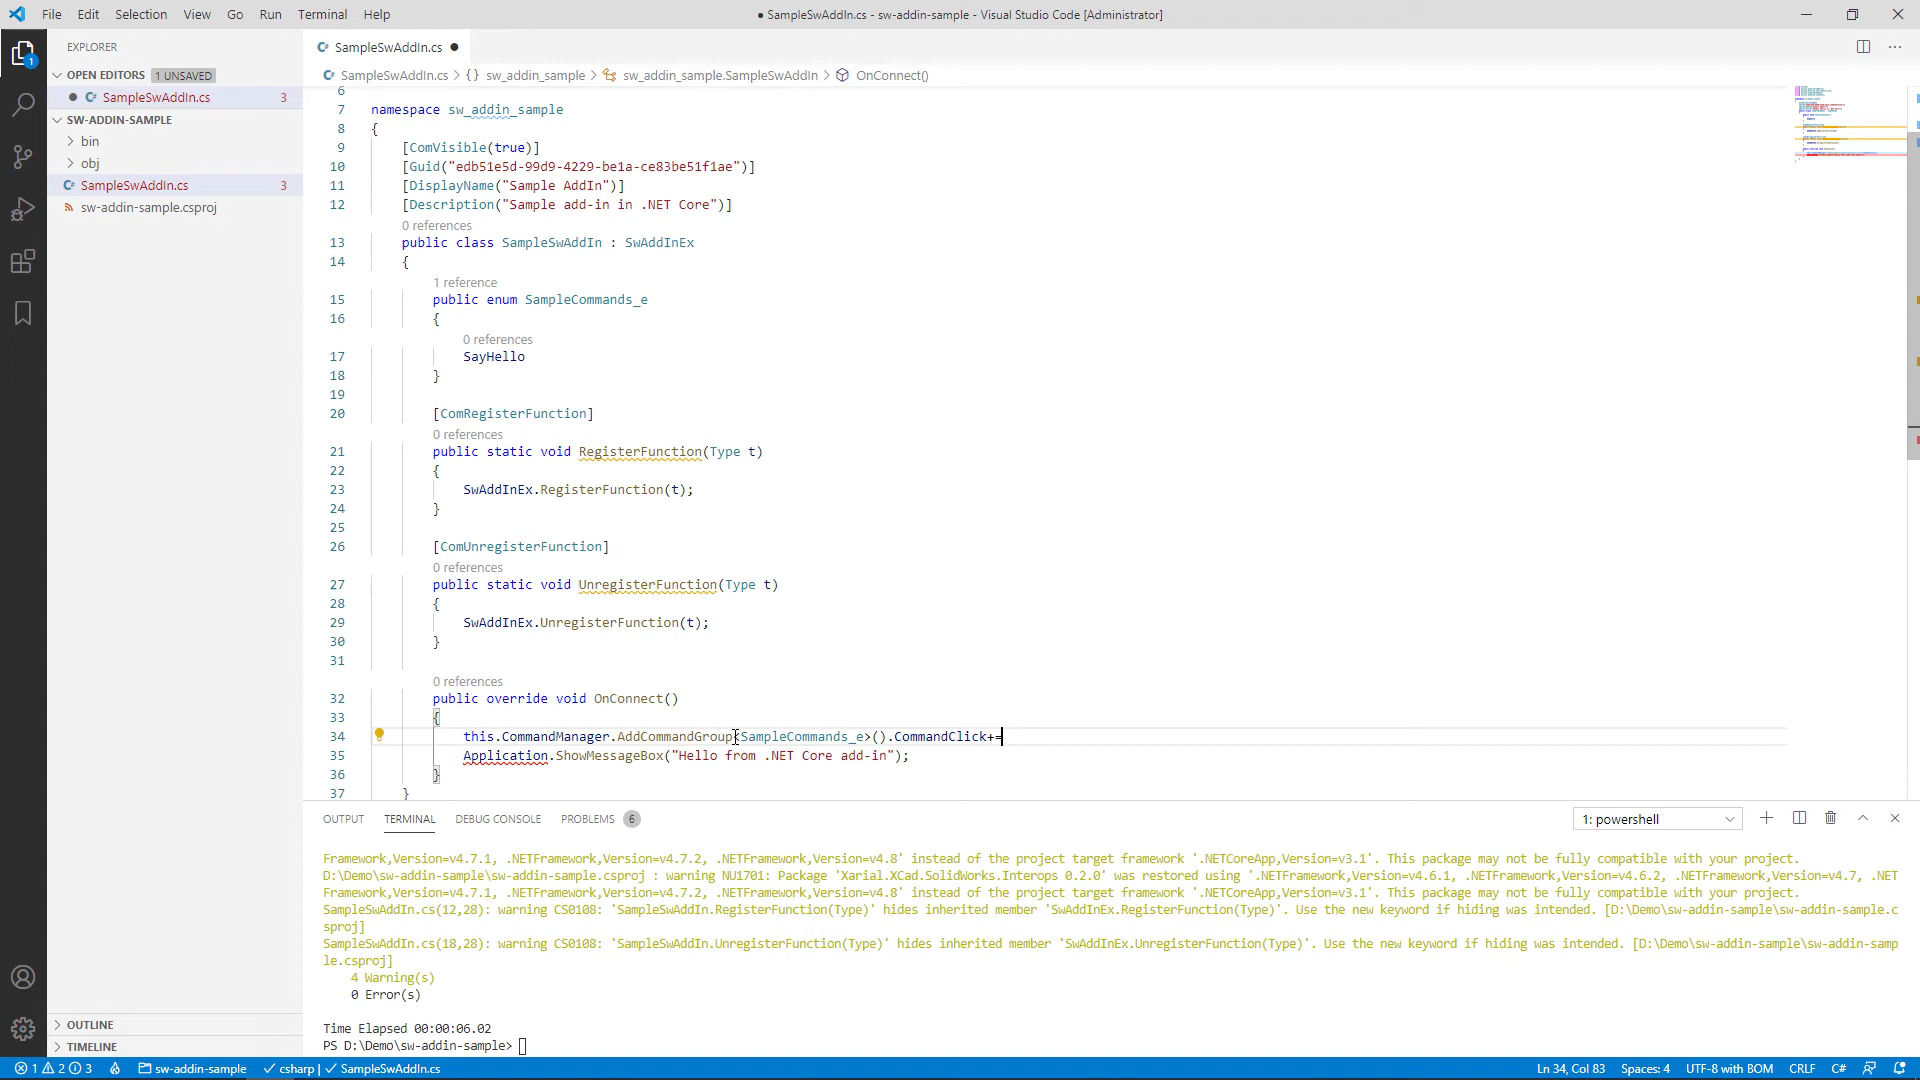 File Edit Selection View Go Run Terminal Help
● SampleSwAddIn.cs - sw-addin-sample - Visual Studio Code [Administrator]
EXPLORER
OPEN EDITORS 1 UNSAVED
● C# SampleSwAddIn.cs 3
SW-ADDIN-SAMPLE
bin
obj
C# SampleSwAddIn.cs 3
sw-addin-sample.csproj
OUTLINE
TIMELINE
1
C# SampleSwAddIn.cs ●
C# SampleSwAddIn.cs > {} sw_addin_sample > sw_addin_sample.SampleSwAddIn > OnConnect()
6
7 namespace sw_addin_sample
8 {
9 [ComVisible(true)]
10 [Guid("edb51e5d-99d9-4229-be1a-ce83be51f1ae")]
11 [DisplayName("Sample AddIn")]
12 [Description("Sample add-in in .NET Core")]
0 references
13 public class SampleSwAddIn : SwAddInEx
14 {
1 reference
15 public enum SampleCommands_e
16 {
0 references
17 SayHello
18 }
19
20 [ComRegisterFunction]
0 references
21 public static void RegisterFunction(Type t)
22 {
23 SwAddInEx.RegisterFunction(t);
24 }
25
26 [ComUnregisterFunction]
0 references
27 public static void UnregisterFunction(Type t)
28 {
29 SwAddInEx.UnregisterFunction(t);
30 }
31
0 references
32 public override void OnConnect()
33 {
34 this.CommandManager.AddCommandGroup<SampleCommands_e>().CommandClick+=
35 Application.ShowMessageBox("Hello from .NET Core add-in");
36 }
37 }
OUTPUT TERMINAL DEBUG CONSOLE PROBLEMS 6
1: powershell
Framework,Version=v4.7.1, .NETFramework,Version=v4.7.2, .NETFramework,Version=v4.8' instead of the project target framework '.NETCoreApp,Version=v3.1'. This package may not be fully compatible with your project.
D:\Demo\sw-addin-sample\sw-addin-sample.csproj : warning NU1701: Package 'Xarial.XCad.SolidWorks.Interops 0.2.0' was restored using '.NETFramework,Version=v4.6.1, .NETFramework,Version=v4.6.2, .NETFramework,Version=v4.7, .NET
Framework,Version=v4.7.1, .NETFramework,Version=v4.7.2, .NETFramework,Version=v4.8' instead of the project target framework '.NETCoreApp,Version=v3.1'. This package may not be fully compatible with your project.
SampleSwAddIn.cs(12,28): warning CS0108: 'SampleSwAddIn.RegisterFunction(Type)' hides inherited member 'SwAddInEx.RegisterFunction(Type)'. Use the new keyword if hiding was intended. [D:\Demo\sw-addin-sample\sw-addin-sample.c
sproj]
SampleSwAddIn.cs(18,28): warning CS0108: 'SampleSwAddIn.UnregisterFunction(Type)' hides inherited member 'SwAddInEx.UnregisterFunction(Type)'. Use the new keyword if hiding was intended. [D:\Demo\sw-addin-sample\sw-addin-samp
le.csproj]
4 Warning(s)
0 Error(s)
Time Elapsed 00:00:06.02
PS D:\Demo\sw-addin-sample>
1 2 3 sw-addin-sample csharp | SampleSwAddIn.cs
Ln 34, Col 83 Spaces: 4 UTF-8 with BOM CRLF C#